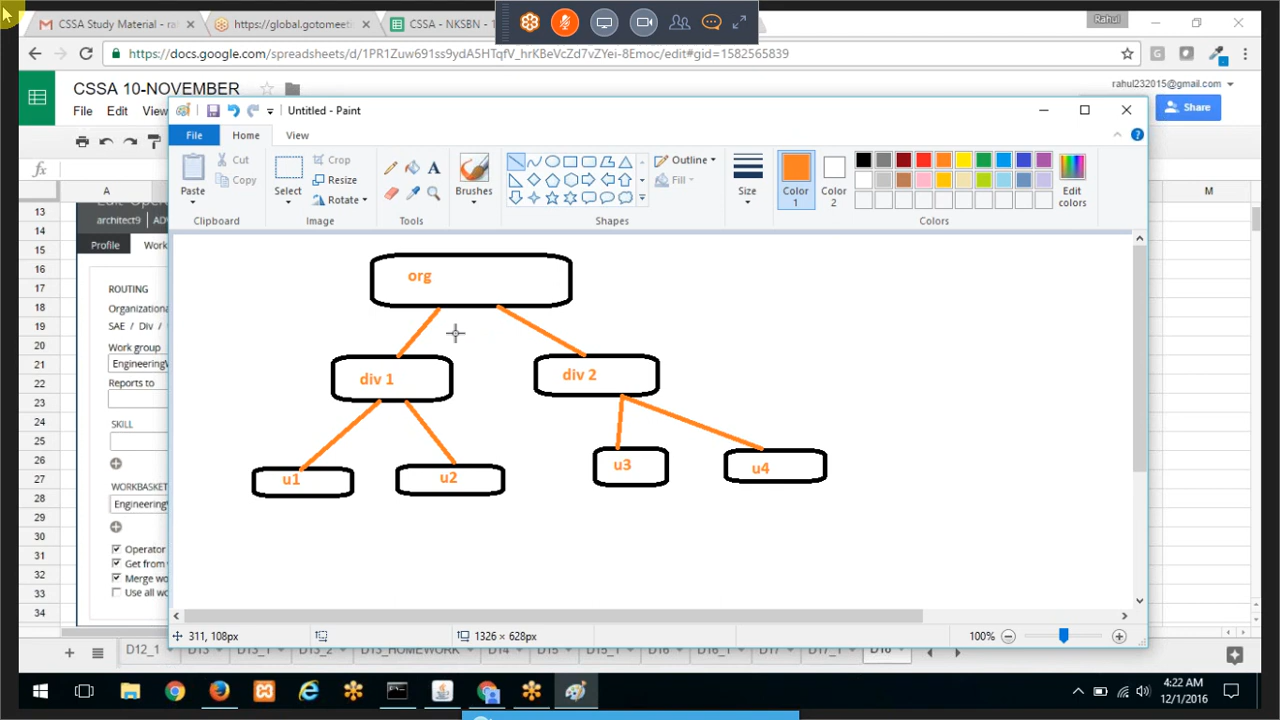 CSSA Study Material - ra
https://global.gotomeeti
CSSA - NKSBN -
Rahul
https://docs.google.com/spreadsheets/d/1PR1Zuw691ss9ydA5HTqfV_hrKBeVcZd7vZYei-8Emoc/edit#gid=1582565839
CSSA 10-NOVEMBER
rahul232015@gmail.com
File Edit View
Share
Untitled - Paint
File Home View
Paste
Cut
Copy
Clipboard
Select
Crop
Resize
Rotate
Image
Tools
Brushes
Shapes
Outline
Fill
Size
Color 1
Color 2
Edit colors
Colors
fx
A
M
13
14
15
16
17
18
19
20
21
22
23
24
25
26
27
28
29
30
31
32
33
34
architect9
Profile Work
ROUTING
Organizational
SAE / Div /
Work group
EngineeringW
Reports to
SKILL
WORKBASKET
EngineeringW
Operator
Get from
Merge wo
Use all wo
org
div 1
div 2
u1
u2
u3
u4
311, 108px
1326 × 628px
100%
D12_1 D13 D13_1 D13_2 D13_HOMEWORK D14 D15 D15_1 D16 D16_1 D17 D17_1 D18
4:22 AM
12/1/2016